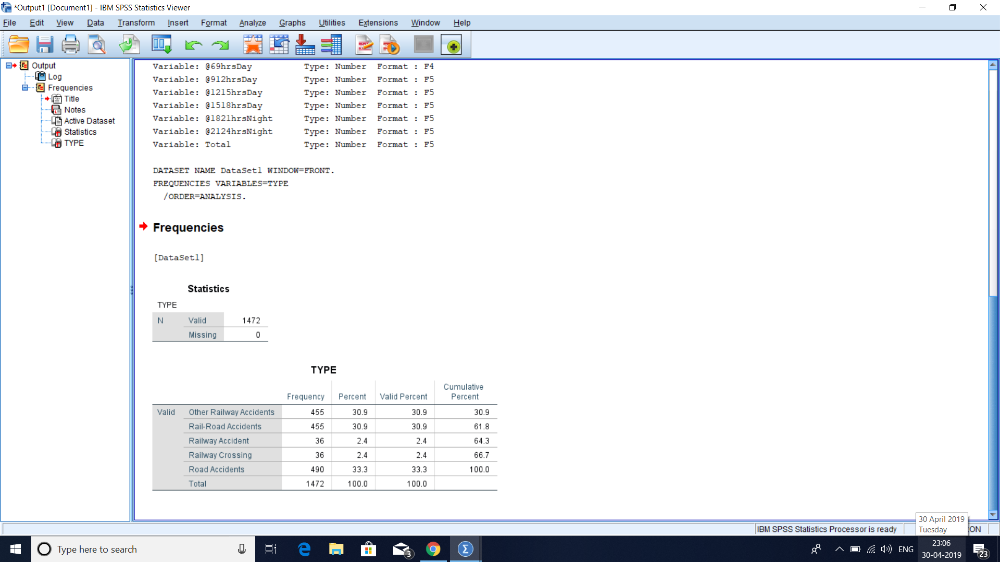 *Output1 [Document1] - IBM SPSS Statistics Viewer
File Edit View Data Transform Insert Format Analyze Graphs Utilities Extensions Window Help
Output
Log
Frequencies
Title
Notes
Active Dataset
Statistics
TYPE
Variable: @69hrsDay Type: Number Format : F4
Variable: @912hrsDay Type: Number Format : F5
Variable: @1215hrsDay Type: Number Format : F5
Variable: @1518hrsDay Type: Number Format : F5
Variable: @1821hrsNight Type: Number Format : F5
Variable: @2124hrsNight Type: Number Format : F5
Variable: Total Type: Number Format : F5
DATASET NAME DataSet1 WINDOW=FRONT.
FREQUENCIES VARIABLES=TYPE
/ORDER=ANALYSIS.
Frequencies
[DataSet1]
Statistics
TYPE
N Valid 1472
Missing 0
TYPE
Frequency Percent Valid Percent Cumulative Percent
Valid Other Railway Accidents 455 30.9 30.9 30.9
Rail-Road Accidents 455 30.9 30.9 61.8
Railway Accident 36 2.4 2.4 64.3
Railway Crossing 36 2.4 2.4 66.7
Road Accidents 490 33.3 33.3 100.0
Total 1472 100.0 100.0
IBM SPSS Statistics Processor is ready
30 April 2019
Tuesday
ON
Type here to search
3
ENG
23:06
30-04-2019
23